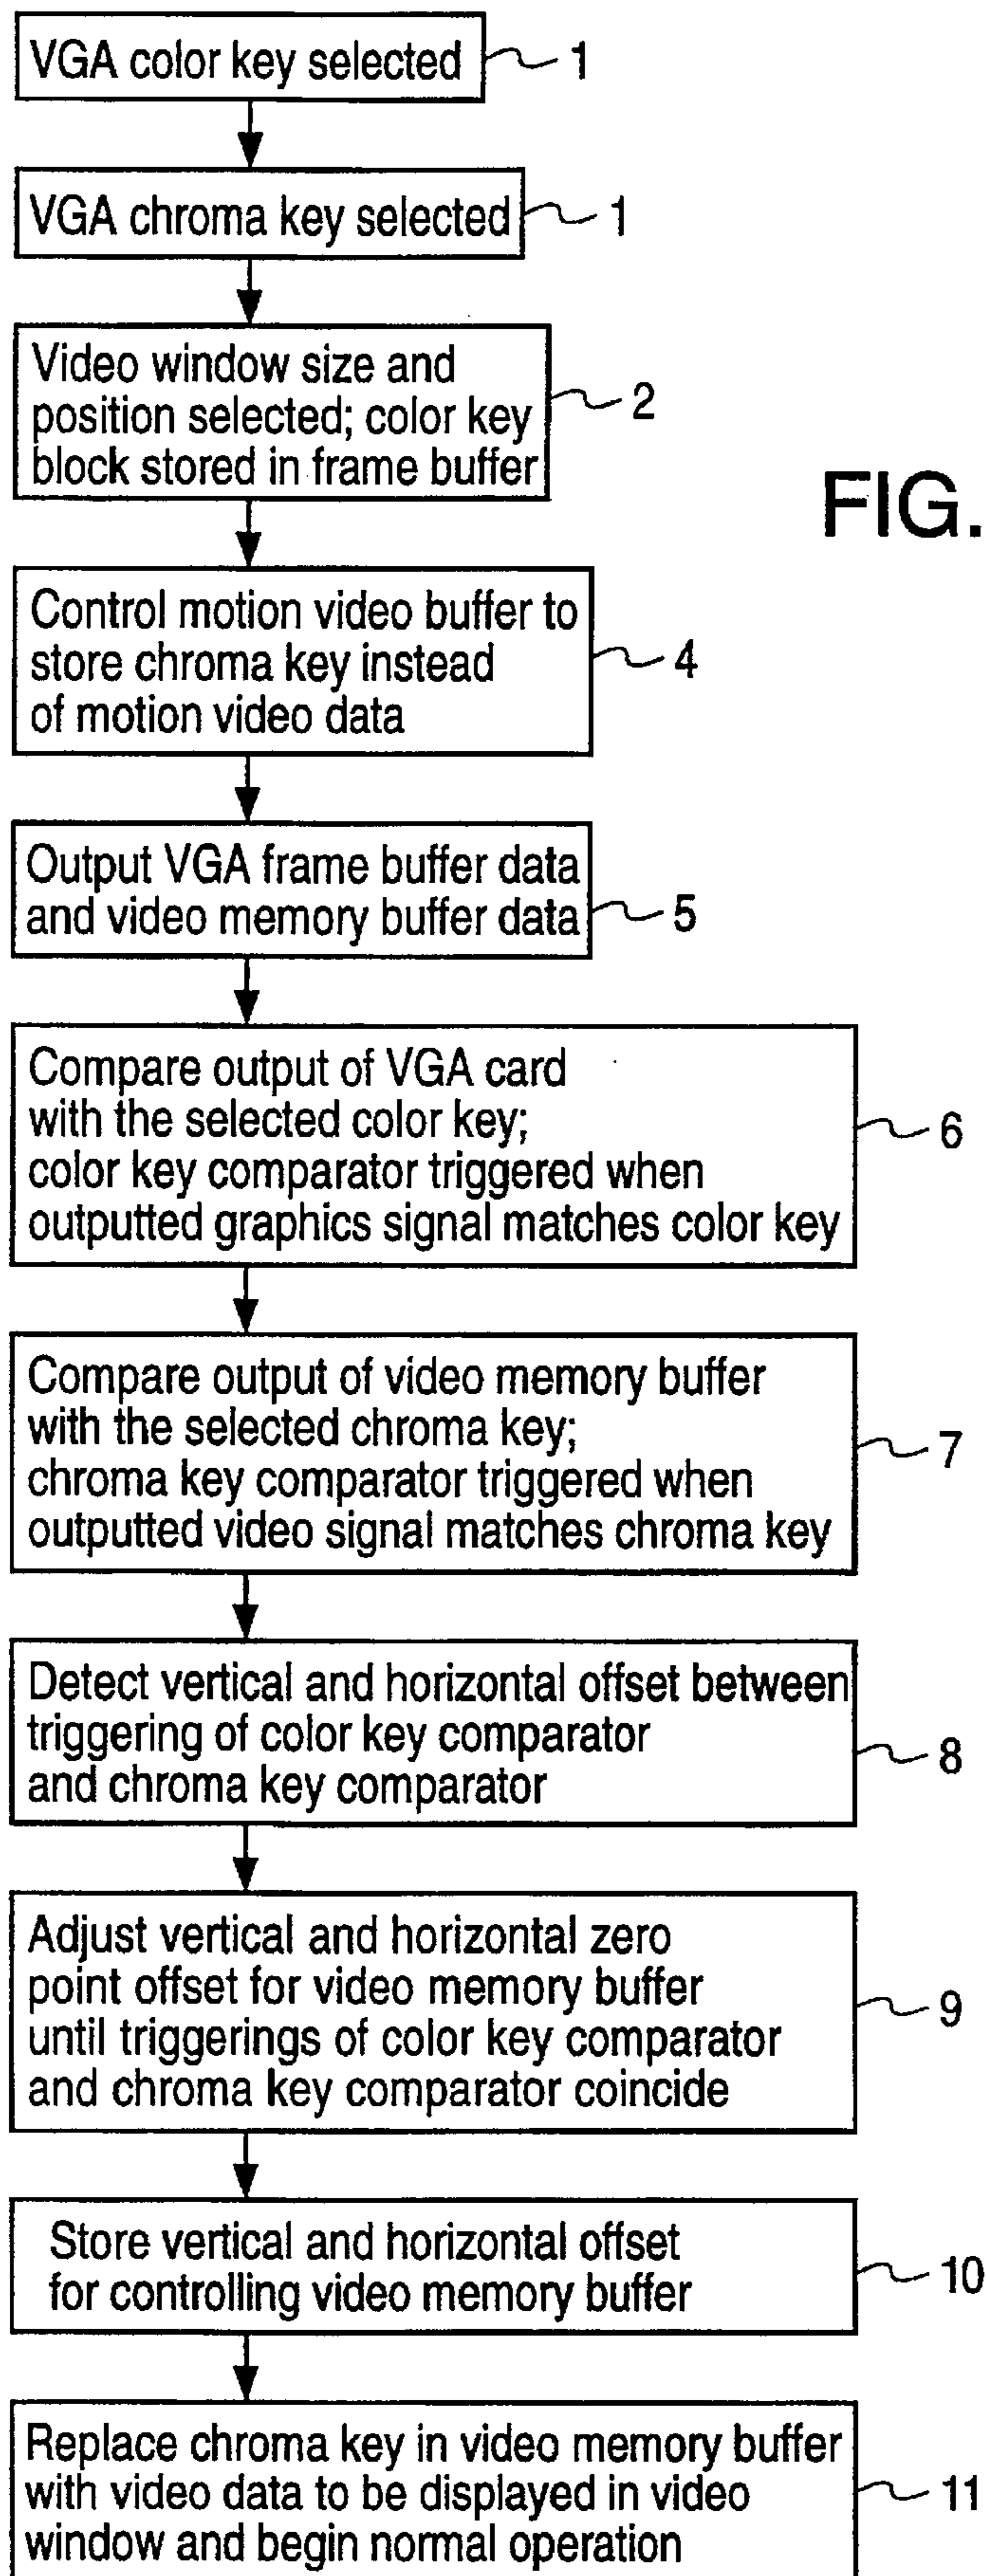 VGA color key selected
1
VGA chroma key selected
1
Video window size and
position selected; color key
block stored in frame buffer
2
FIG.
Control motion video buffer to
store chroma key instead
of motion video data
4
Output VGA frame buffer data
and video memory buffer data
5
Compare output of VGA card
with the selected color key;
color key comparator triggered when
outputted graphics signal matches color key
6
Compare output of video memory buffer
with the selected chroma key;
chroma key comparator triggered when
outputted video signal matches chroma key
7
Detect vertical and horizontal offset between
triggering of color key comparator
and chroma key comparator
8
Adjust vertical and horizontal zero
point offset for video memory buffer
until triggerings of color key comparator
and chroma key comparator coincide
9
Store vertical and horizontal offset
for controlling video memory buffer
10
Replace chroma key in video memory buffer
with video data to be displayed in video
window and begin normal operation
11